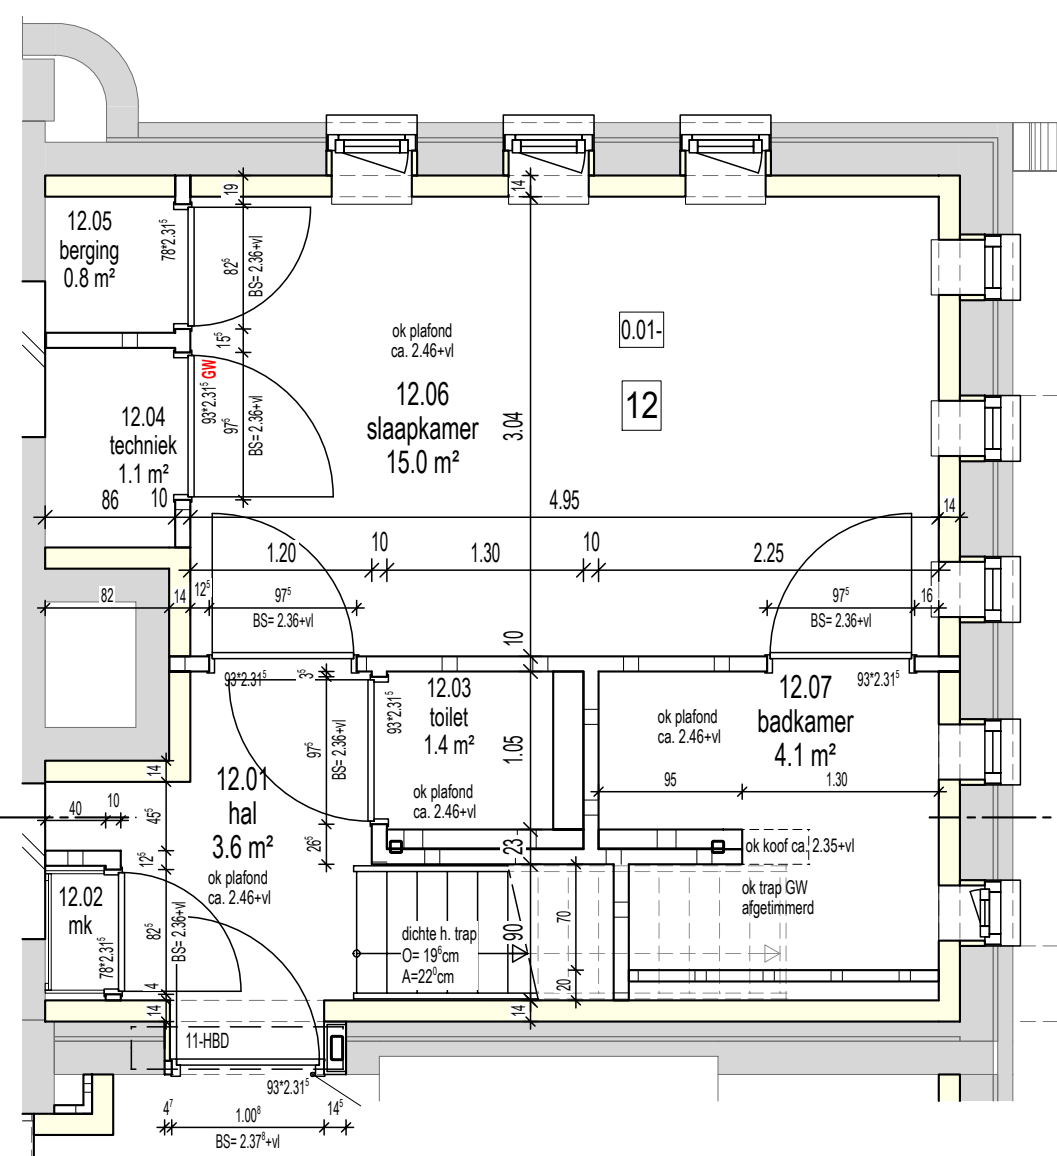 12.05
berging
0.8 m²
78*2.31⁵
19
82⁵
BS= 2.36+vl
14
15⁵
ok plafond
ca. 2.46+vl
0.01-
12.06
slaapkamer
15.0 m²
12
93*2.31⁵ GW
97⁵
BS= 2.36+vl
3.04
12.04
techniek
1.1 m²
86
10
4.95
14
1.20
10
1.30
10
2.25
82
14
12⁵
97⁵
BS= 2.36+vl
97⁵
BS= 2.36+vl
16
10
93*2.31⁵
3⁵
93*2.31⁵
12.03
toilet
1.4 m²
ok plafond
ca. 2.46+vl
1.05
12.07
badkamer
4.1 m²
93*2.31⁵
ok plafond
ca. 2.46+vl
95
1.30
97⁵
BS= 2.36+vl
14
12.01
hal
3.6 m²
ok plafond
ca. 2.46+vl
40
10
45⁵
12⁵
26⁵
23
ok koof ca. 2.35+vl
ok trap GW
afgetimmerd
12.02
mk
78*2.31⁵
82⁵
BS= 2.36+vl
4
14
dichte h. trap
O= 19⁶cm
A=22⁰cm
90
70
20
14
11-HBD
93*2.31⁵
4⁷
1.00⁸
14⁵
BS= 2.37⁸+vl